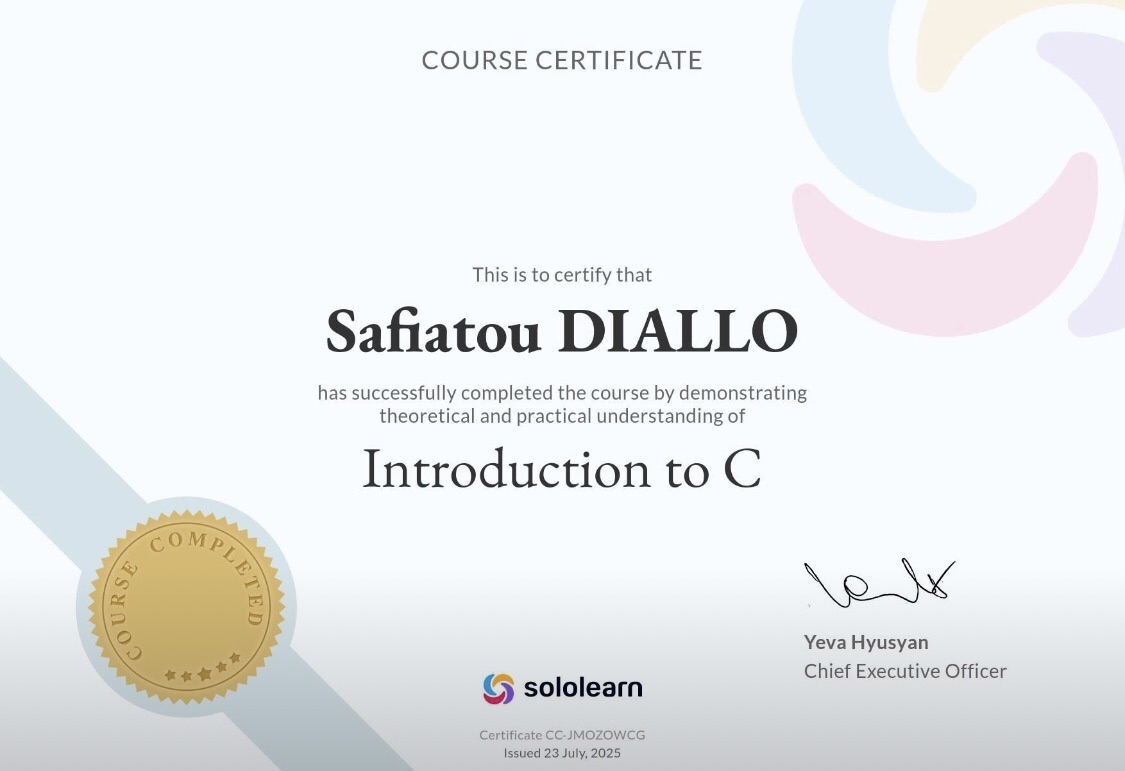 COURSE CERTIFICATE
This is to certify that
Safiatou DIALLO
has successfully completed the course by demonstrating
theoretical and practical understanding of
Introduction to C
COURSE COMPLETED
Yeva Hyusyan
Chief Executive Officer
sololearn
Certificate CC-JMOZOWCG
Issued 23 July, 2025